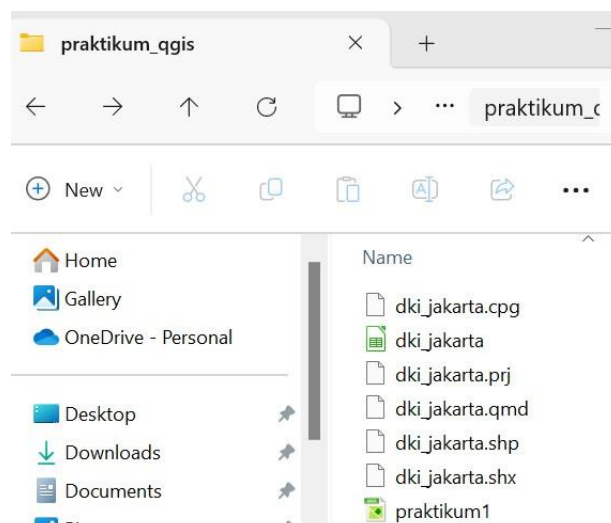 praktikum_qgis
praktikum_c
New
Home
Gallery
OneDrive - Personal
Desktop
Downloads
Documents
Name
dki_jakarta.cpg
dki_jakarta
dki_jakarta.prj
dki_jakarta.qmd
dki_jakarta.shp
dki_jakarta.shx
praktikum1